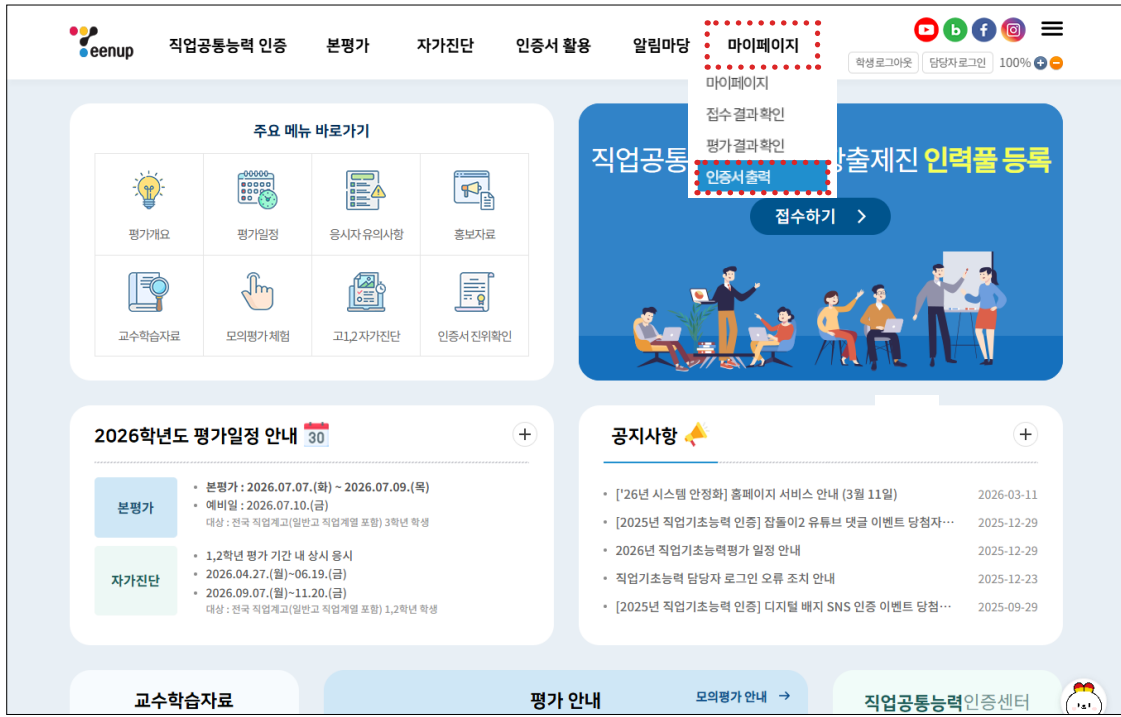 Teenup
직업공통능력 인증
본평가
자가진단
인증서 활용
알림마당
마이페이지
학생로그아웃
담당자로그인
100%
마이페이지
접수 결과 확인
평가 결과 확인
인증서 출력
주요 메뉴 바로가기
평가개요
평가일정
응시자 유의사항
홍보자료
교수학습자료
모의평가 체험
고1,2 자가진단
인증서 진위확인
직업공통
출제진 인력풀 등록
접수하기 >
2026학년도 평가일정 안내 30
본평가
• 본평가 : 2026.07.07.(화) ~ 2026.07.09.(목)
• 예비일 : 2026.07.10.(금)
대상 : 전국 직업계고(일반고 직업계열 포함) 3학년 학생
자가진단
• 1,2학년 평가 기간 내 상시 응시
• 2026.04.27.(월)~06.19.(금)
• 2026.09.07.(월)~11.20.(금)
대상 : 전국 직업계고(일반고 직업계열 포함) 1,2학년 학생
공지사항
• ['26년 시스템 안정화] 홈페이지 서비스 안내 (3월 11일) 2026-03-11
• [2025년 직업기초능력 인증] 잡돌이2 유튜브 댓글 이벤트 당첨자… 2025-12-29
• 2026년 직업기초능력평가 일정 안내 2025-12-29
• 직업기초능력 담당자 로그인 오류 조치 안내 2025-12-23
• [2025년 직업기초능력 인증] 디지털 배지 SNS 인증 이벤트 당첨… 2025-09-29
교수학습자료
평가 안내
모의평가 안내 →
직업공통능력인증센터